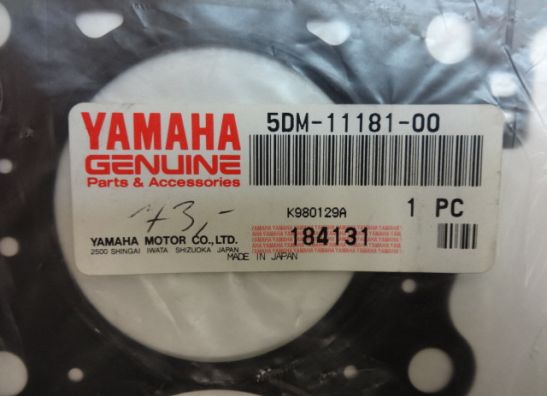 YAMAHA
GENUINE
Parts & Accessories
5DM-11181-00
K980129A
1 PC
43,-
YAMAHA MOTOR CO., LTD.
2500 SHINGAI IWATA SHIZUOKA JAPAN
184131
MADE IN JAPAN